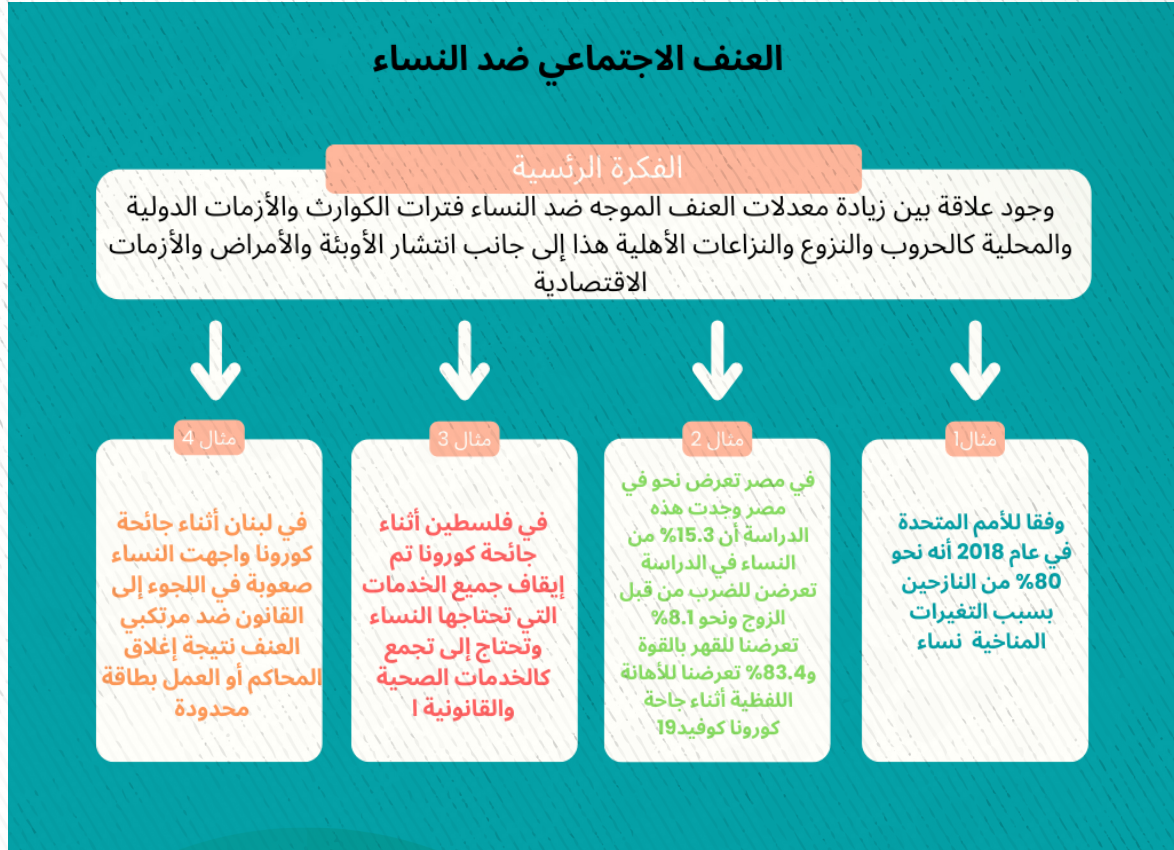 العنف الاجتماعي ضد النساء
الفكرة الرئسية
وجود علاقة بين زيادة معدلات العنف الموجه ضد النساء فترات الكوارث والأزمات الدولية
والمحلية كالحروب والنزوع والنزاعات الأهلية هذا إلى جانب انتشار الأوبئة والأمراض والأزمات
الاقتصادية
مثال1
وفقا للأمم المتحدة
في عام 2018 أنه نحو
80% من النازحين
بسبب التغيرات
المناخية نساء
مثال 2
في مصر تعرض نحو في
مصر وجدت هذه
الدراسة أن 15.3% من
النساء في الدراسة
تعرضن للضرب من قبل
الزوج ونحو 8.1%
تعرضنا للقهر بالقوة
و83.4% تعرضنا للأهانة
اللفظية أثناء جاحة
كورونا كوفيد19
مثال 3
في فلسطين أثناء
جائحة كورونا تم
إيقاف جميع الخدمات
التي تحتاجها النساء
وتحتاج إلى تجمع
كالخدمات الصحية
والقانونية ا
مثال 4
في لبنان أثناء جائحة
كورونا واجهت النساء
صعوبة في اللجوء إلى
القانون ضد مرتكبي
العنف نتيجة إغلاق
المحاكم أو العمل بطاقة
محدودة